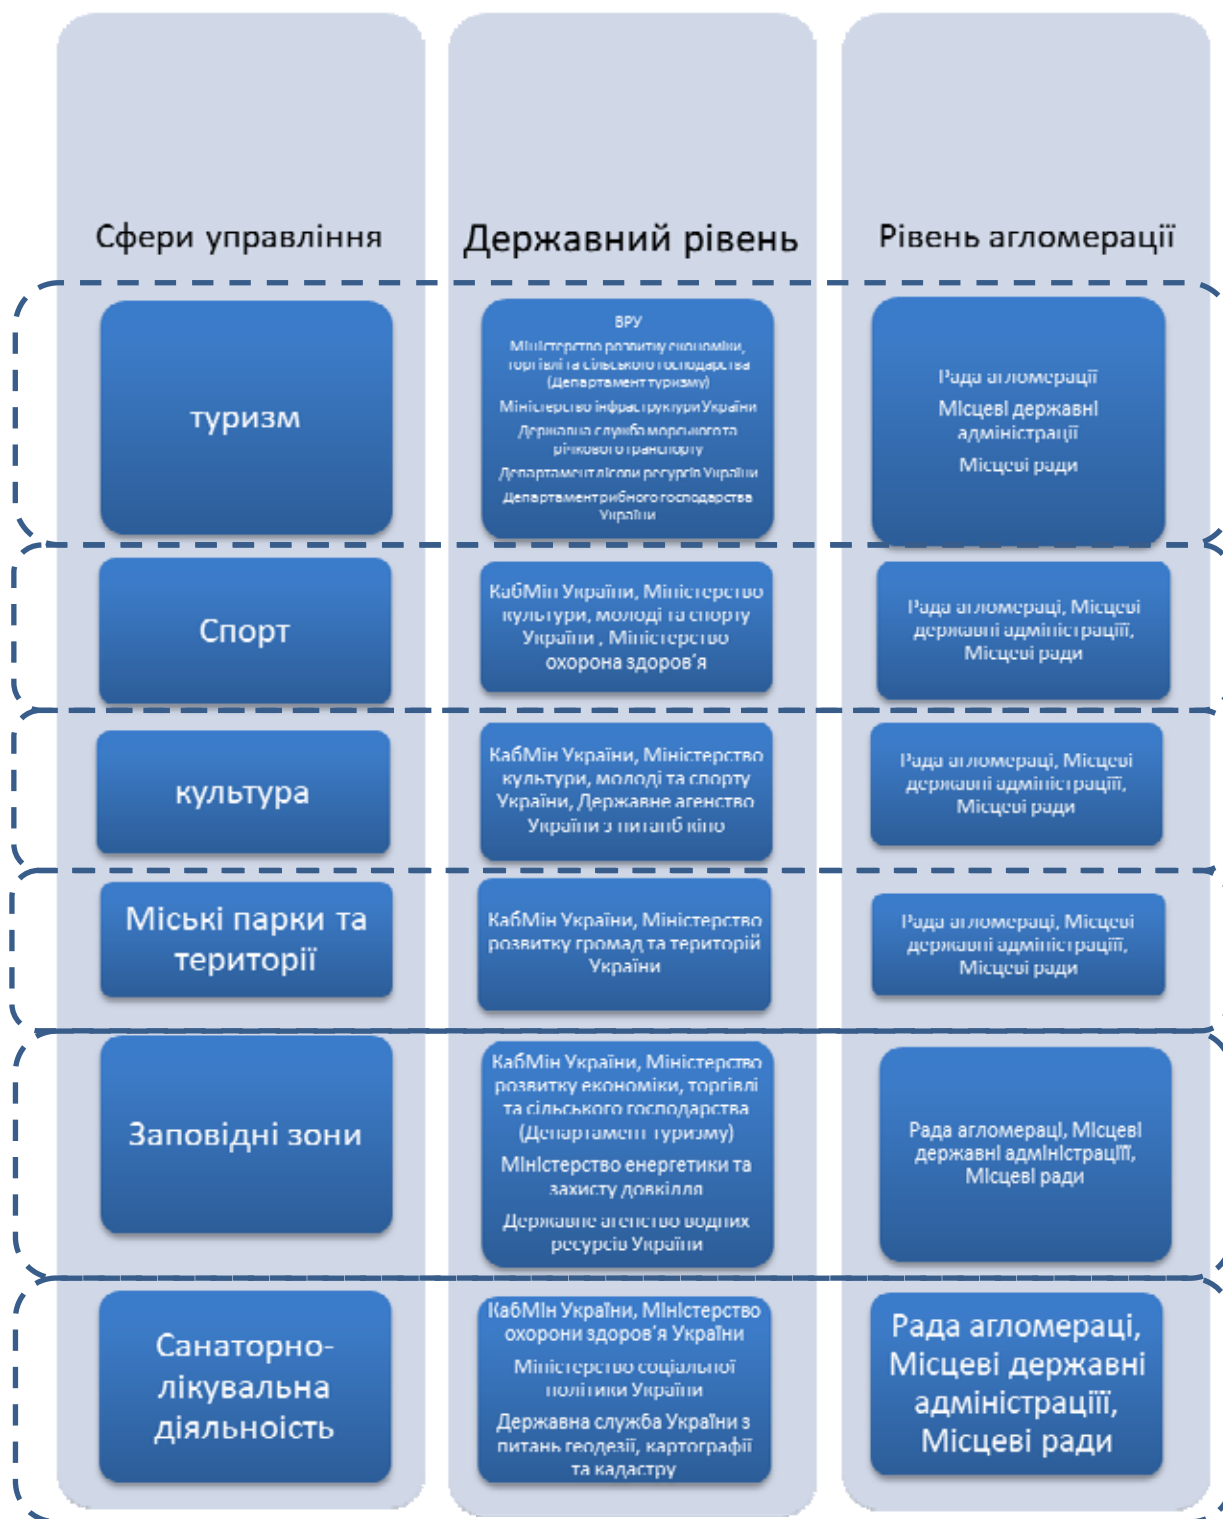 Сфери управління
Державний рівень
Рівень агломерації
туризм
ВРУ
Міністерство розвитку економіки,
торгівлі та сільського господарства
(Департамент туризму)
Міністерство інфраструктури України
Державна служба морського та
річкового транспорту
Департамент лісови ресурсів України
Департамент рибного господарства
України
Рада агломерації
Місцеві державні
адміністрації
Місцеві ради
Спорт
КабМін України, Міністерство
культури, молоді та спорту
України , Міністерство
охорона здоров'я
Рада агломераці, Місцеві
державні адміністраціїї,
Місцеві ради
культура
КабМін України, Міністерство
культури, молоді та спорту
України, Державне агенство
України з питанб кіно
Рада агломераці, Місцеві
державні адміністраціїї,
Місцеві ради
Міські парки та
території
КабМін України, Міністерство
розвитку громад та територій
України
Рада агломераці, Місцеві
державні адміністраціїї,
Місцеві ради
Заповідні зони
КабМін України, Міністерство
розвитку економіки, торгівлі
та сільського господарства
(Департамент туризму)
Міністерство енергетики та
захисту довкілля
Державне агенство водних
ресурсів України
Рада агломераці, Місцеві
державні адміністраціїї,
Місцеві ради
Санаторно-
лікувальна
діяльноість
КабМін України, Міністерство
охорони здоров'я України
Міністерство соціальної
політики України
Державна служба України з
питань геодезії, картографії
та кадастру
Рада агломераці,
Місцеві державні
адміністраціїї,
Місцеві ради